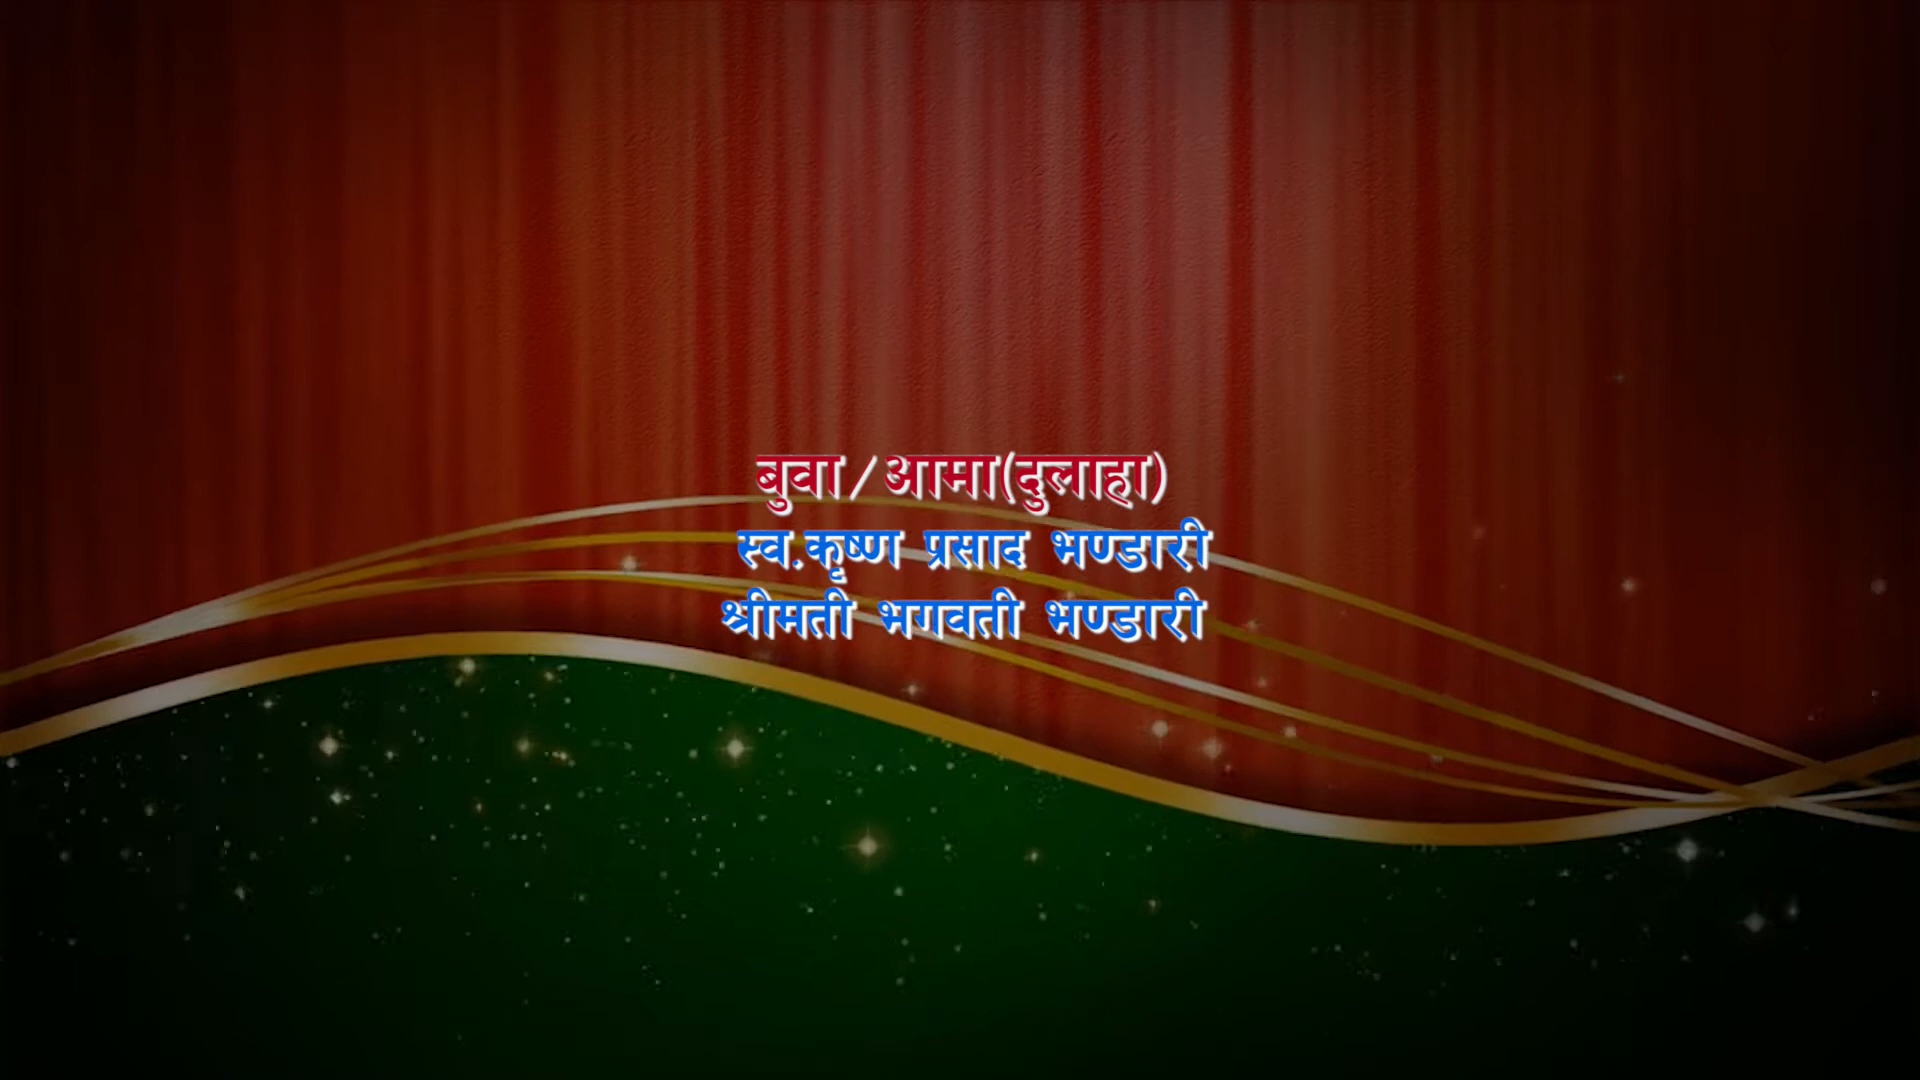 बुवा/आमा(दुलाहा)
स्व.कृष्ण प्रसाद भण्डारी
श्रीमती भगवती भण्डारी